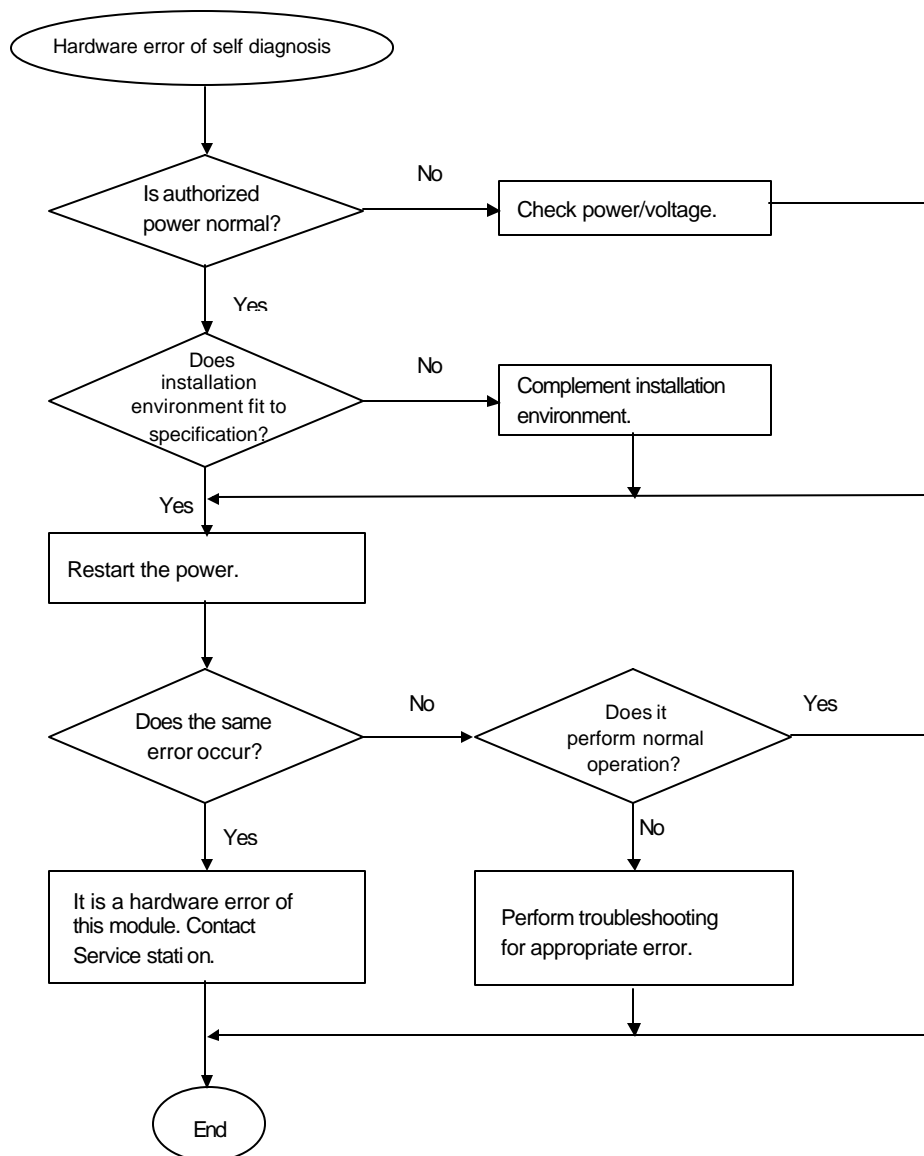 Hardware error of self diagnosis
Is authorized
power normal?
No
Check power/voltage.
Yes
Does
installation
environment fit to
specification?
No
Complement installation
environment.
Yes
Restart the power.
Does the same
error occur?
No
Does it
perform normal
operation?
Yes
Yes
No
It is a hardware error of
this module. Contact
Service station.
Perform troubleshooting
for appropriate error.
End